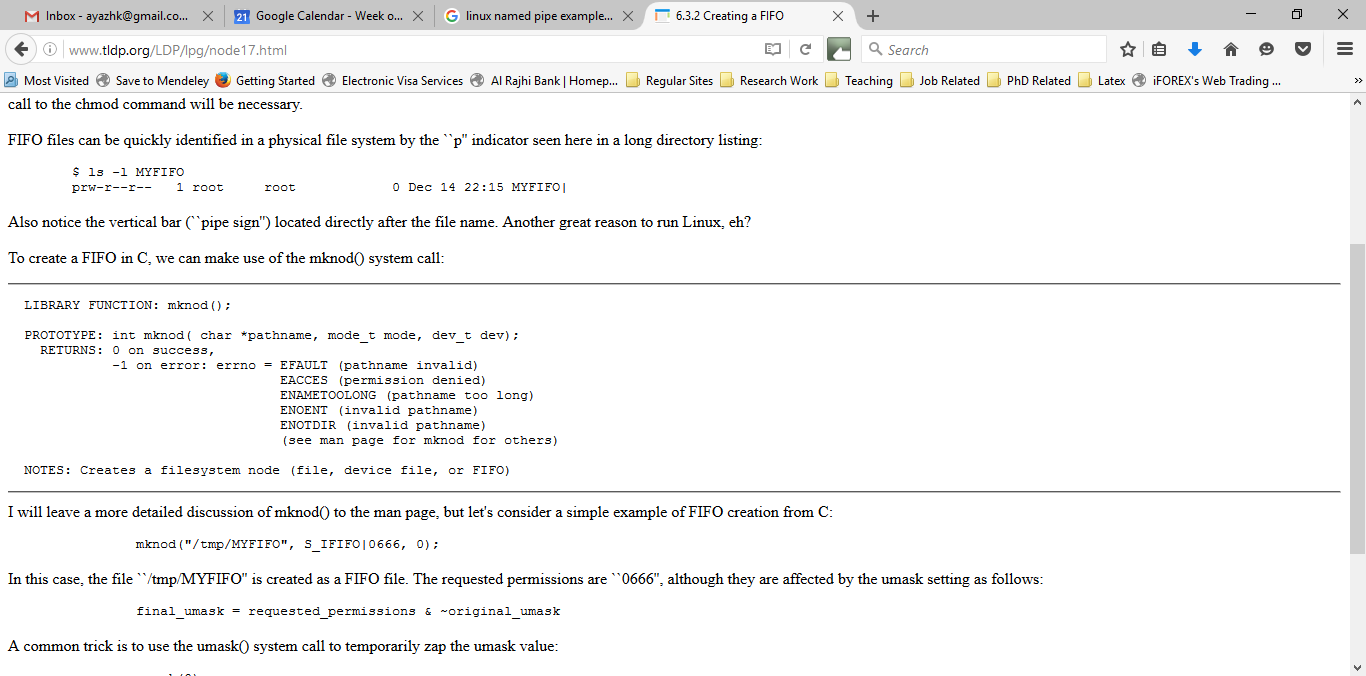 Inbox - ayazhk@gmail.co...
21 Google Calendar - Week o...
G linux named pipe example...
6.3.2 Creating a FIFO
www.tldp.org/LDP/lpg/node17.html
Search
Most Visited Save to Mendeley Getting Started Electronic Visa Services Al Rajhi Bank | Homep... Regular Sites Research Work Teaching Job Related PhD Related Latex iFOREX's Web Trading ... »
call to the chmod command will be necessary.
FIFO files can be quickly identified in a physical file system by the ``p'' indicator seen here in a long directory listing:
$ ls -l MYFIFO
prw-r--r--   1 root     root            0 Dec 14 22:15 MYFIFO|
Also notice the vertical bar (``pipe sign'') located directly after the file name. Another great reason to run Linux, eh?
To create a FIFO in C, we can make use of the mknod() system call:
LIBRARY FUNCTION: mknod();
PROTOTYPE: int mknod( char *pathname, mode_t mode, dev_t dev);
RETURNS: 0 on success,
-1 on error: errno = EFAULT (pathname invalid)
EACCES (permission denied)
ENAMETOOLONG (pathname too long)
ENOENT (invalid pathname)
ENOTDIR (invalid pathname)
(see man page for mknod for others)
NOTES: Creates a filesystem node (file, device file, or FIFO)
I will leave a more detailed discussion of mknod() to the man page, but let's consider a simple example of FIFO creation from C:
mknod("/tmp/MYFIFO", S_IFIFO|0666, 0);
In this case, the file ``/tmp/MYFIFO'' is created as a FIFO file. The requested permissions are ``0666'', although they are affected by the umask setting as follows:
final_umask = requested_permissions & ~original_umask
A common trick is to use the umask() system call to temporarily zap the umask value: